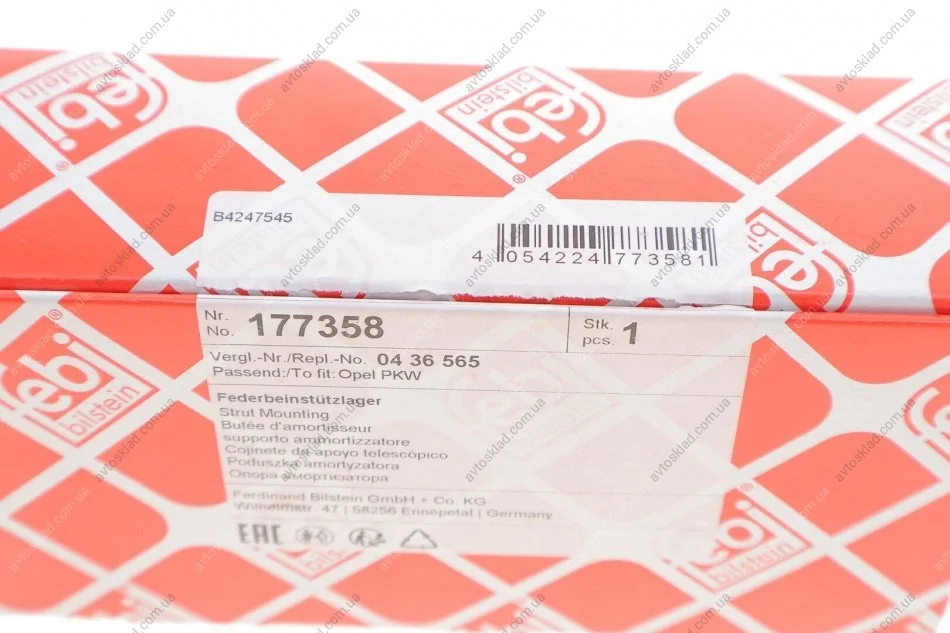 febi
bilstein
B4247545
4 054224 773581
Nr.
No. 177358
Stk.
pcs. 1
Vergl.-Nr./Repl.-No. 04 36 565
Passend:/To fit: Opel PKW
Federbeinstützlager
Strut Mounting
Butée d'amortisseur
supporto ammortizzatore
Cojinete de apoyo telescópico
Poduszka amortyzatora
Опора амортизатора
Ferdinand Bilstein GmbH + Co. KG
Wilhelmstr. 47 | 58256 Ennepetal | Germany
EAC
avtosklad.com.ua